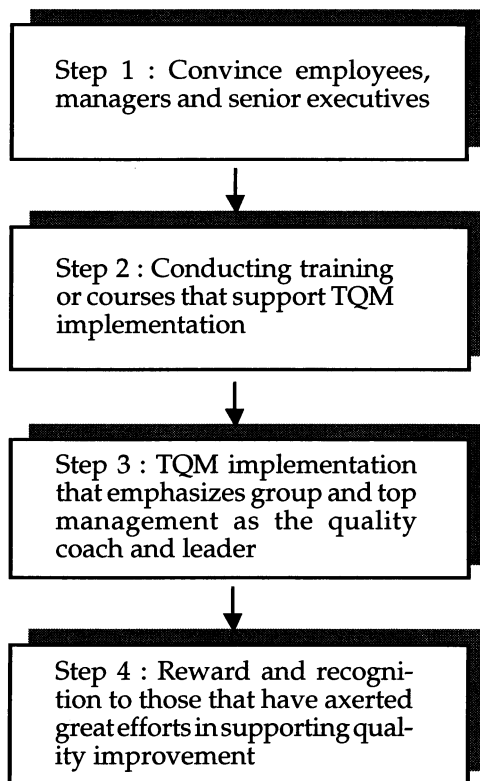 Step 1 : Convince employees,
managers and senior executives
Step 2 : Conducting training
or courses that support TQM
implementation
Step 3 : TQM implementation
that emphasizes group and top
management as the quality
coach and leader
Step 4 : Reward and recogni-
tion to those that have axerted
great efforts in supporting qual-
ity improvement